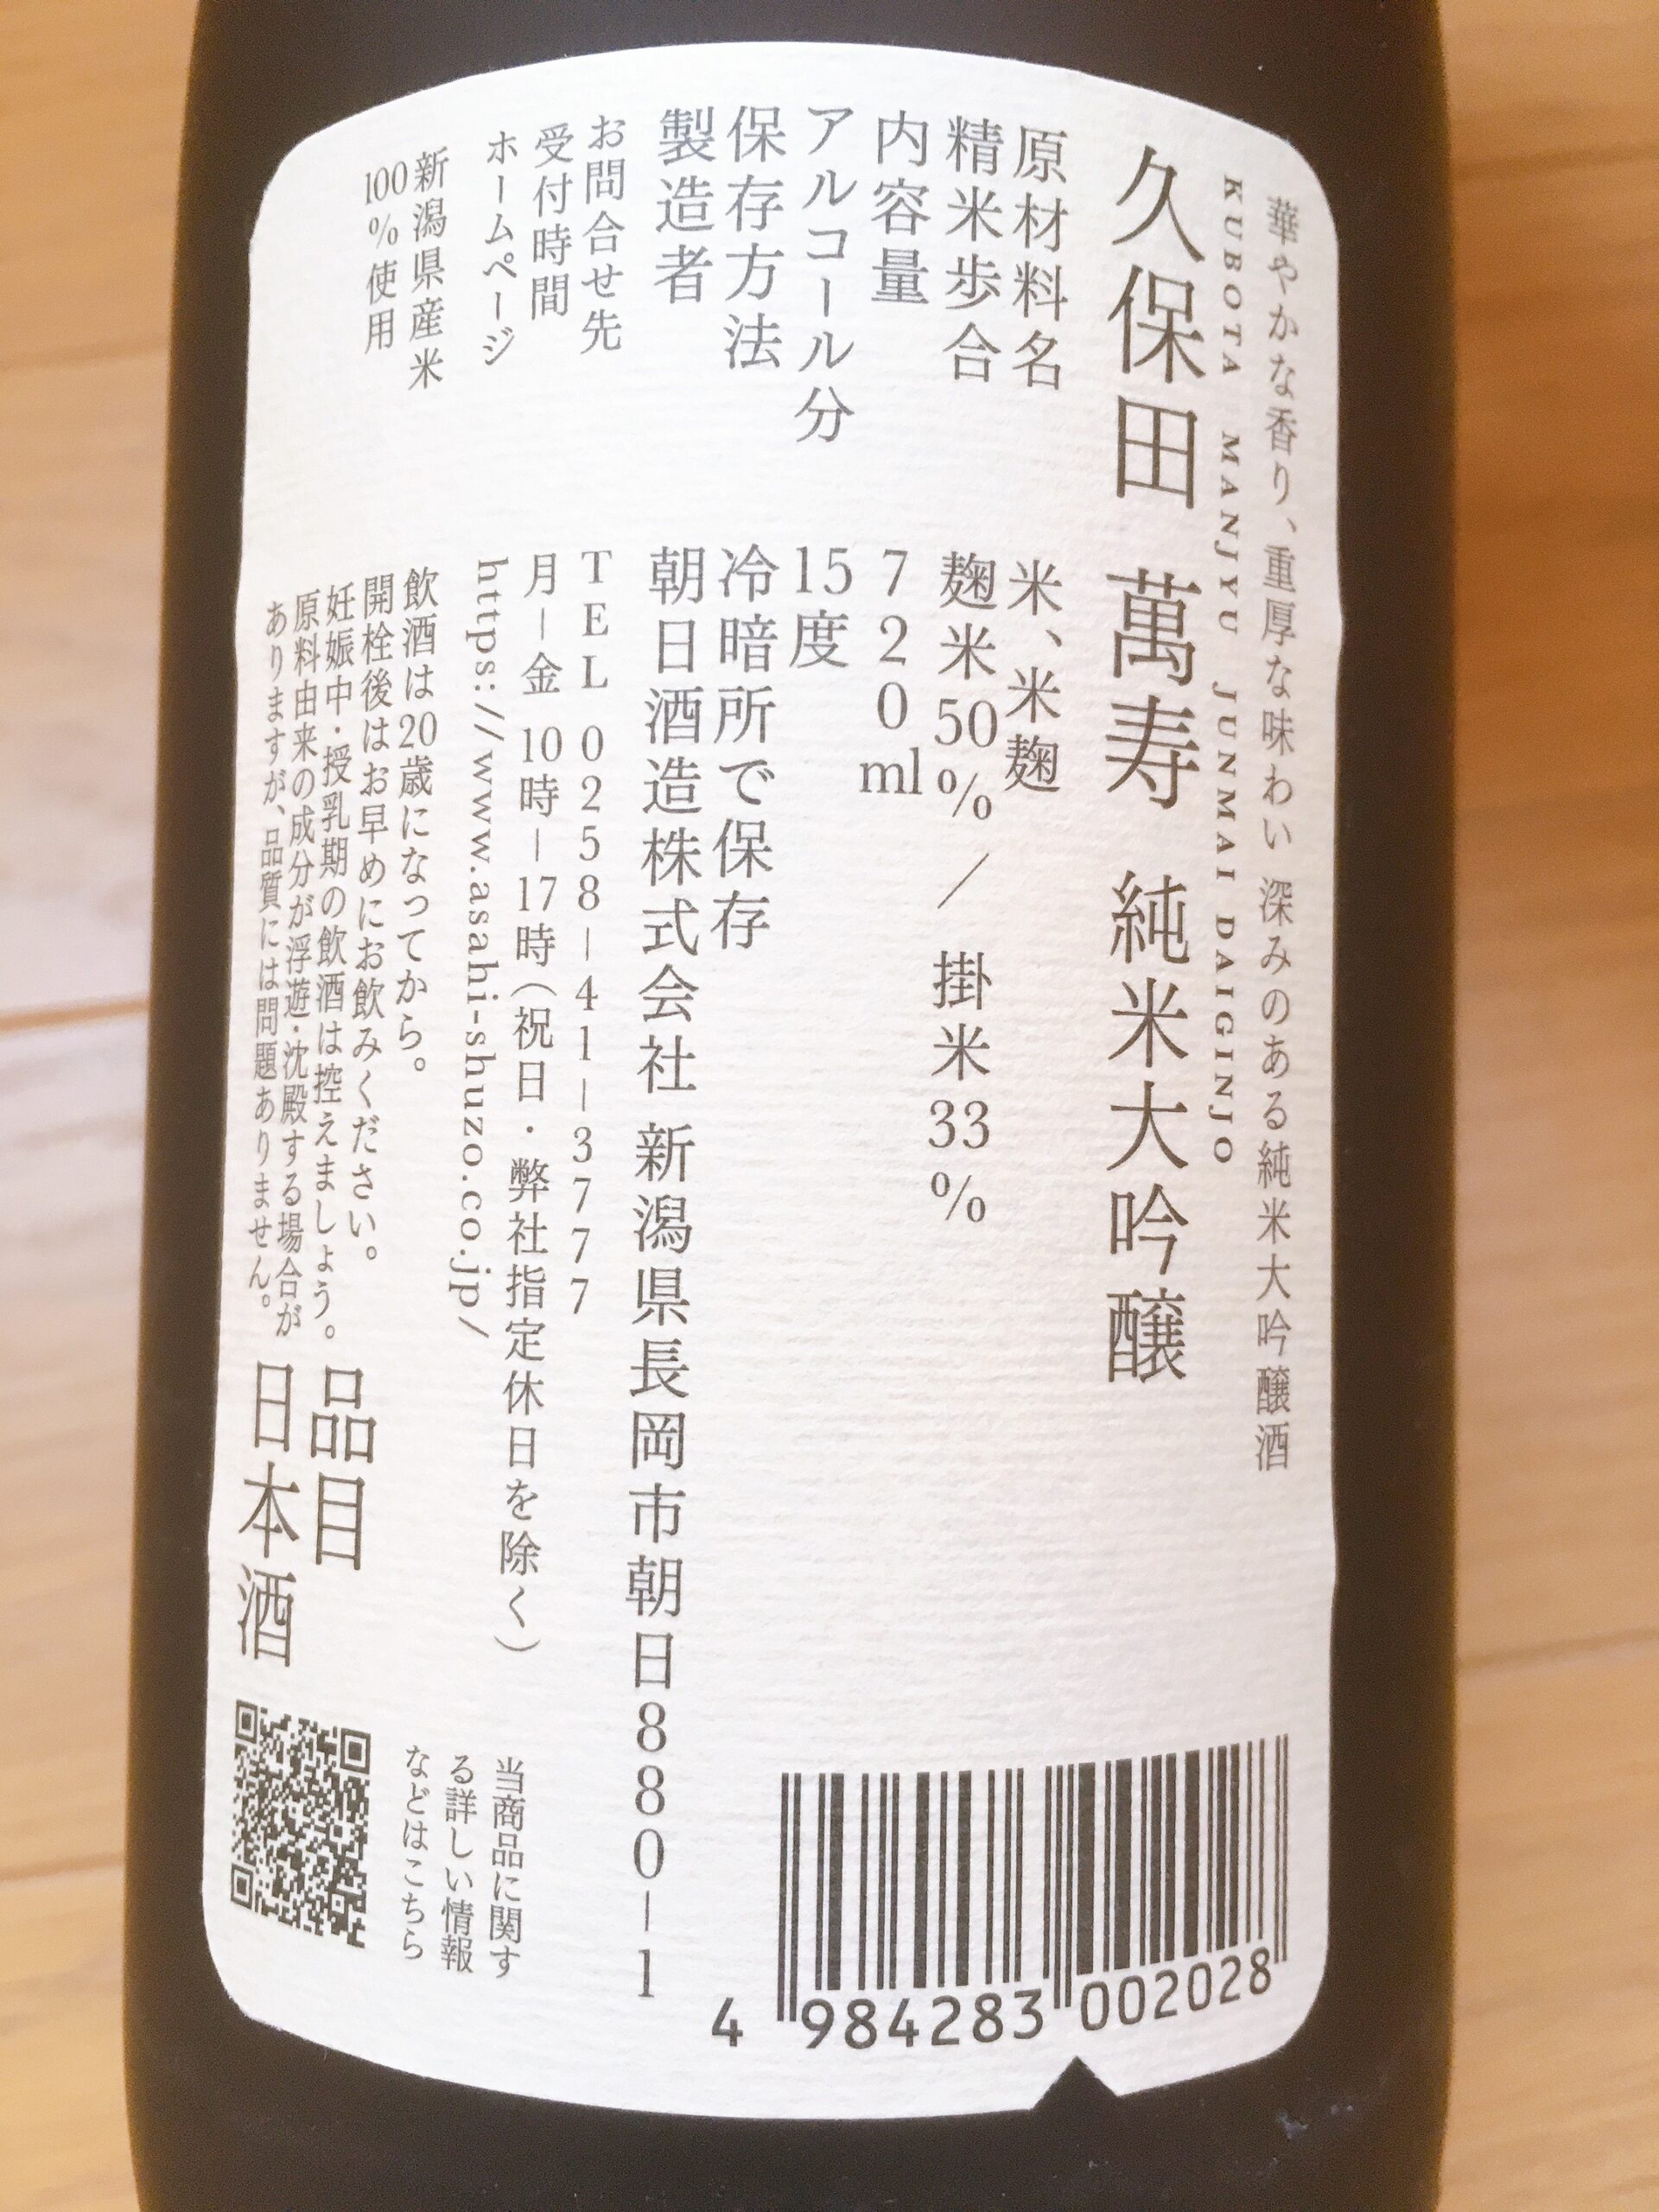 華やかな香り、重厚な味わい 深みのある純米大吟醸酒
KUBOTA MANJYU JUNMAI DAIGINJO
久保田 萬寿 純米大吟醸
原材料名 米、米麹
精米歩合 麹米50%／掛米33%
内容量 720ml
アルコール分 15度
保存方法 冷暗所で保存
製造者 朝日酒造株式会社 新潟県長岡市朝日880-1
お問合せ先 TEL 0258-41-3777
受付時間 月-金 10時-17時（祝日・弊社指定休日を除く）
ホームページ https://www.asahi-shuzo.co.jp/
新潟県産米
100%使用
飲酒は20歳になってから。
開栓後はお早めにお飲みください。
妊娠中・授乳期の飲酒は控えましょう。
原料由来の成分が浮遊・沈殿する場合が
ありますが、品質には問題ありません。
品目
日本酒
当商品に関す
る詳しい情報
などはこちら
4 984283 002028